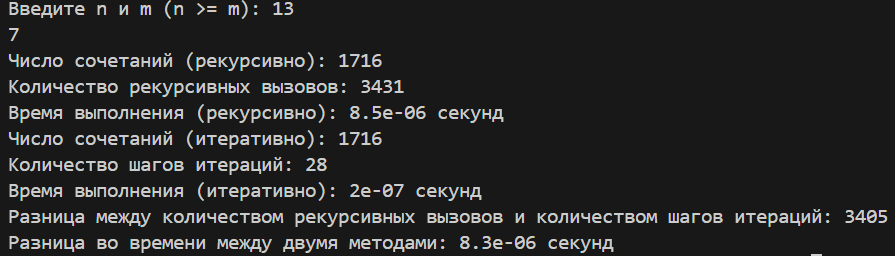 Введите n и m (n >= m): 13
7
Число сочетаний (рекурсивно): 1716
Количество рекурсивных вызовов: 3431
Время выполнения (рекурсивно): 8.5e-06 секунд
Число сочетаний (итеративно): 1716
Количество шагов итераций: 28
Время выполнения (итеративно): 2e-07 секунд
Разница между количеством рекурсивных вызовов и количеством шагов итераций: 3405
Разница во времени между двумя методами: 8.3e-06 секунд